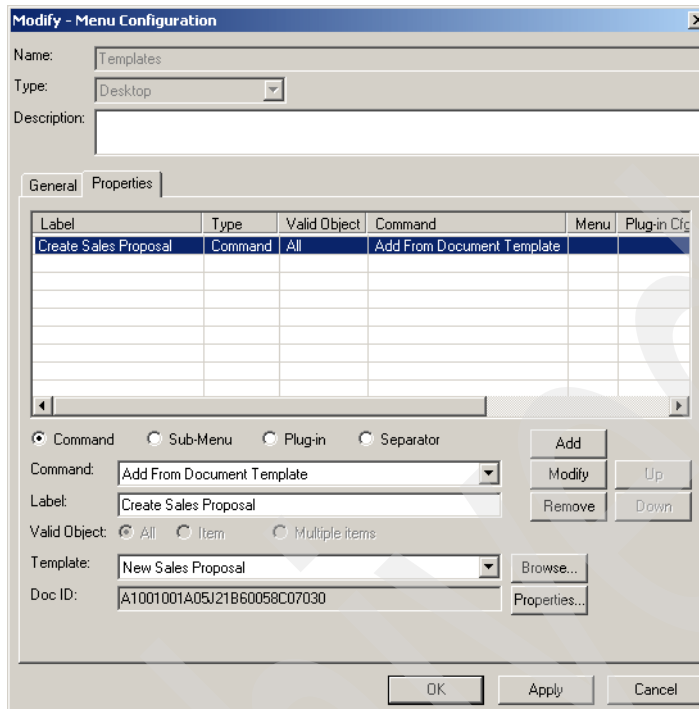 Modify - Menu Configuration
Name: Templates
Type: Desktop
Description:
General Properties
Label Type Valid Object Command Menu Plug-in Cfg
Create Sales Proposal Command All Add From Document Template
Command Sub-Menu Plug-in Separator Add
Command: Add From Document Template Modify Up
Label: Create Sales Proposal Remove Down
Valid Object: All Item Multiple items
Template: New Sales Proposal Browse...
Doc ID: A1001001A05J21B60058C07030 Properties...
OK Apply Cancel